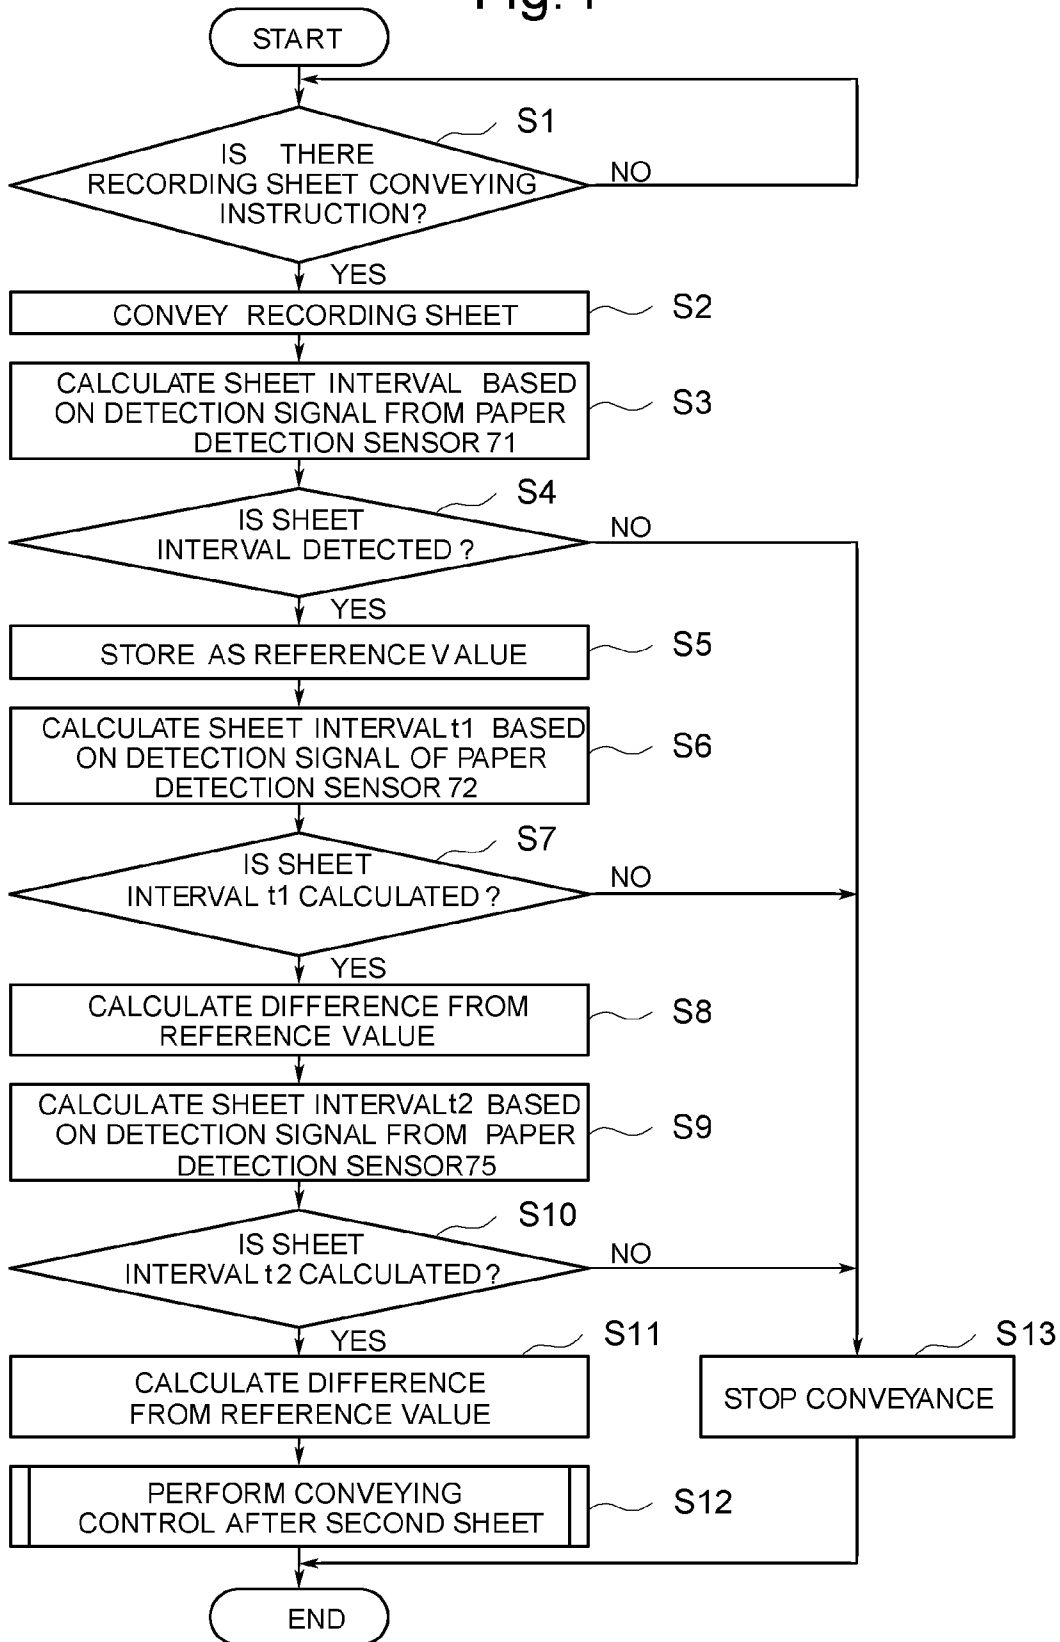 START
S1
IS THERE
RECORDING SHEET CONVEYING
INSTRUCTION?
NO
YES
CONVEY RECORDING SHEET
S2
CALCULATE SHEET INTERVAL BASED
ON DETECTION SIGNAL FROM PAPER
DETECTION SENSOR 71
S3
S4
IS SHEET
INTERVAL DETECTED ?
NO
YES
STORE AS REFERENCE VALUE
S5
CALCULATE SHEET INTERVAL t1 BASED
ON DETECTION SIGNAL OF PAPER
DETECTION SENSOR 72
S6
S7
IS SHEET
INTERVAL t1 CALCULATED ?
NO
YES
CALCULATE DIFFERENCE FROM
REFERENCE VALUE
S8
CALCULATE SHEET INTERVAL t2 BASED
ON DETECTION SIGNAL FROM PAPER
DETECTION SENSOR 75
S9
S10
IS SHEET
INTERVAL t2 CALCULATED ?
NO
YES
S11
CALCULATE DIFFERENCE
FROM REFERENCE VALUE
S13
STOP CONVEYANCE
PERFORM CONVEYING
CONTROL AFTER SECOND SHEET
S12
END